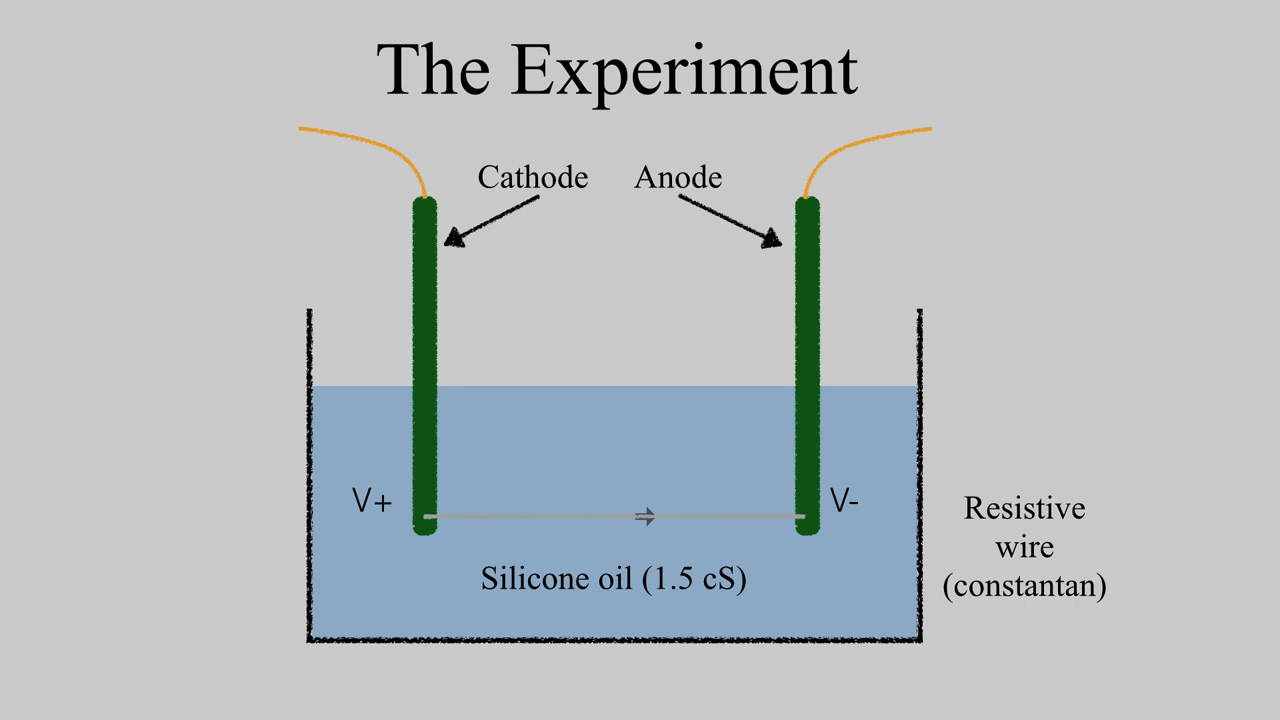 The Experiment
Cathode
Anode
V+
V-
Resistive
wire
(constantan)
Silicone oil (1.5 cS)